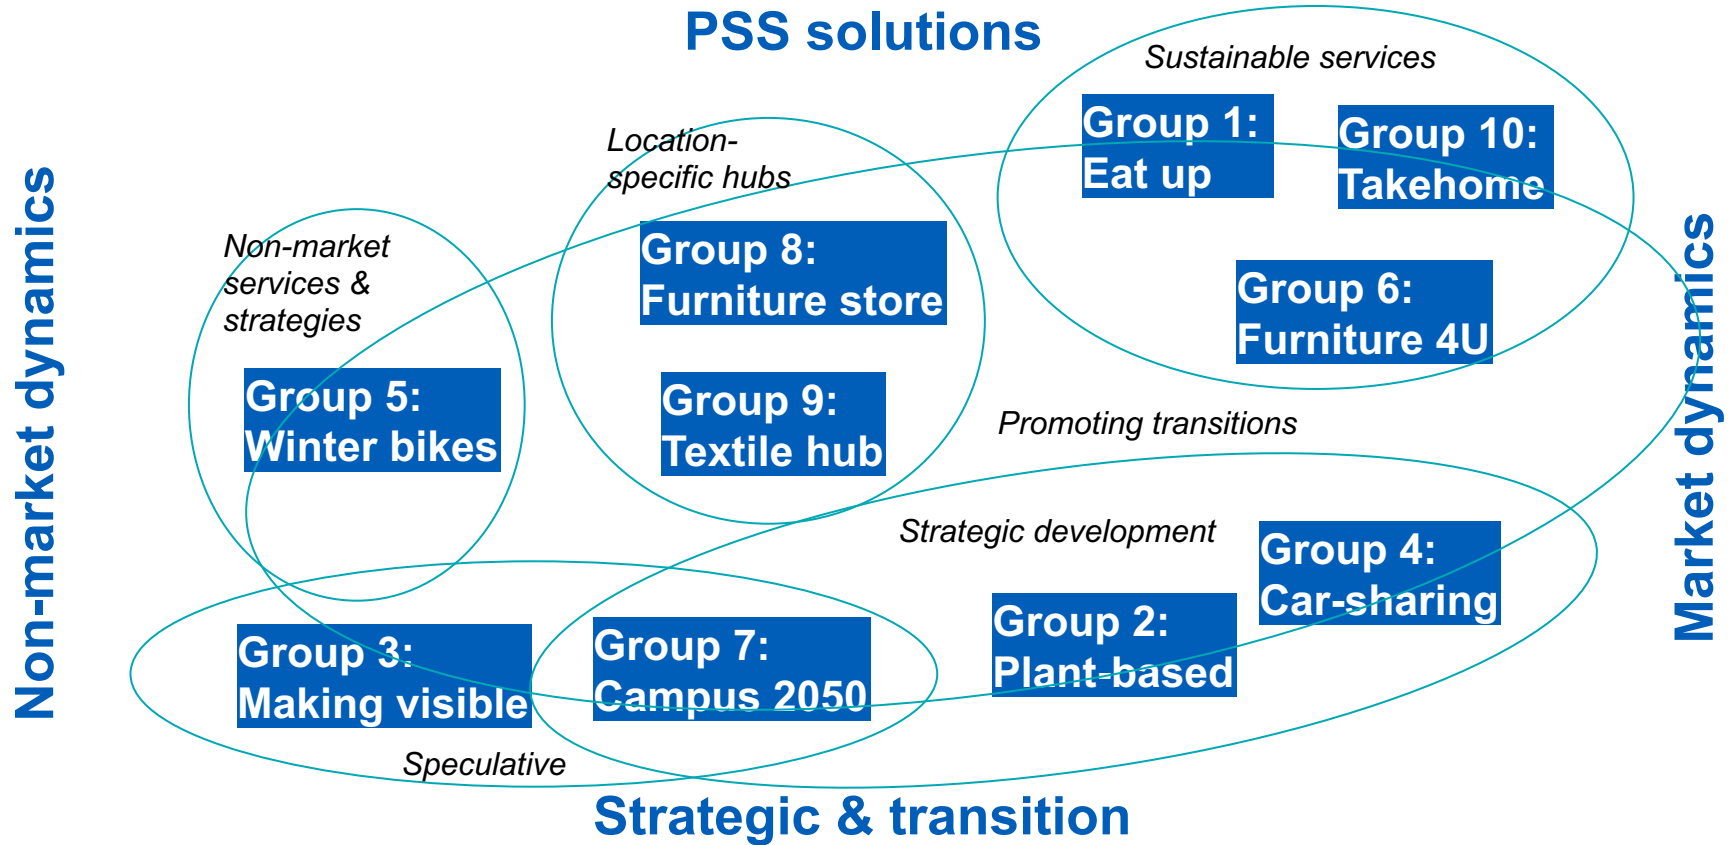 PSS solutions
Sustainable services
Group 1:
Eat up
Group 10:
Takehome
Location-
specific hubs
Non-market dynamics
Market dynamics
Non-market
services &
strategies
Group 8:
Furniture store
Group 6:
Furniture 4U
Group 5:
Winter bikes
Group 9:
Textile hub
Promoting transitions
Strategic development
Group 4:
Car-sharing
Group 2:
Plant-based
Group 3:
Making visible
Group 7:
Campus 2050
Speculative
Strategic & transition